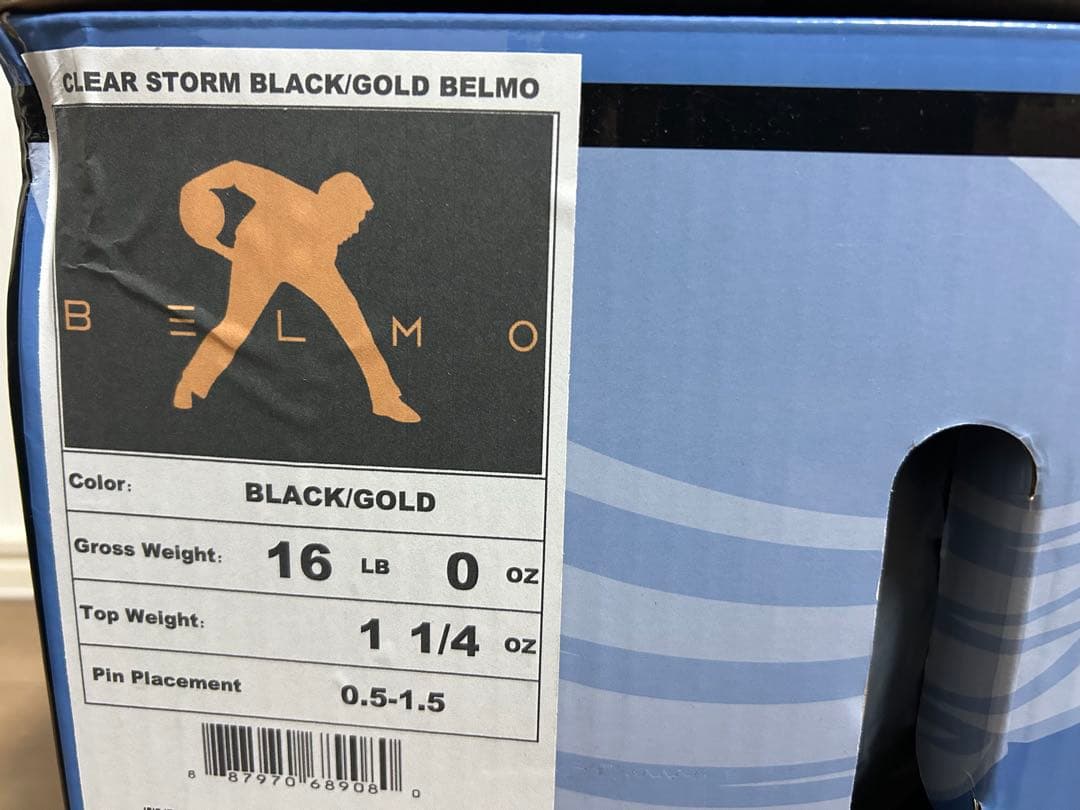 CLEAR STORM BLACK/GOLD BELMO
BELMO
Color: BLACK/GOLD
Gross Weight: 16 LB 0 OZ
Top Weight: 1 1/4 OZ
Pin Placement 0.5-1.5
8 87970 68908 0